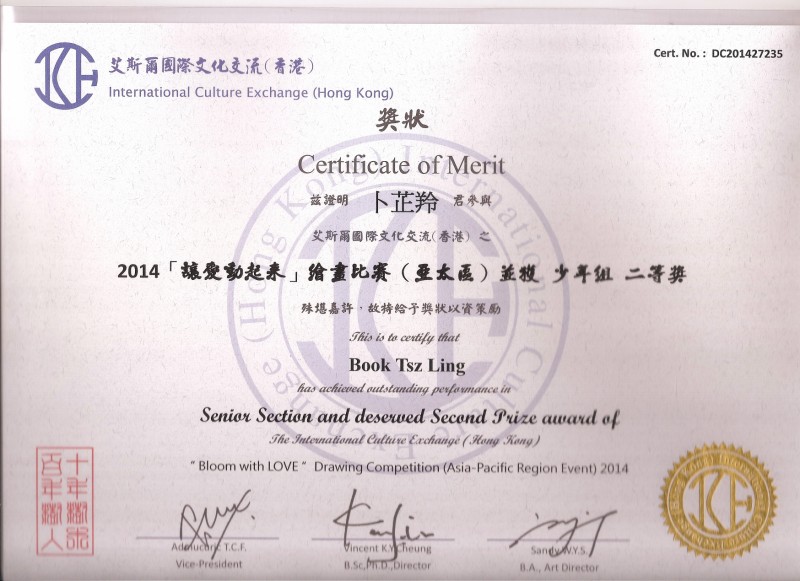 Cert. No. : DC201427235
艾斯爾國際文化交流(香港)
International Culture Exchange (Hong Kong)
獎狀
Certificate of Merit
茲證明 卜芷羚 君參與
艾斯爾國際文化交流(香港) 之
2014「讓愛動起來」繪畫比賽(亞太區)並獲 少年組 二等獎
殊堪嘉許,故特給予獎狀以資策勵
This is to certify that
Book Tsz Ling
has achieved outstanding performance in
Senior Section and deserved Second Prize award of
The International Culture Exchange ( Hong Kong )
"Bloom with LOVE" Drawing Competition (Asia-Pacific Region Event) 2014
十年樹木
百年樹人
T.C.F.
Vincent K.Y.Cheung
Sandy W.Y.S.
Vice-President
B.Sc,Ph.D.,Director
B.A., Art Director